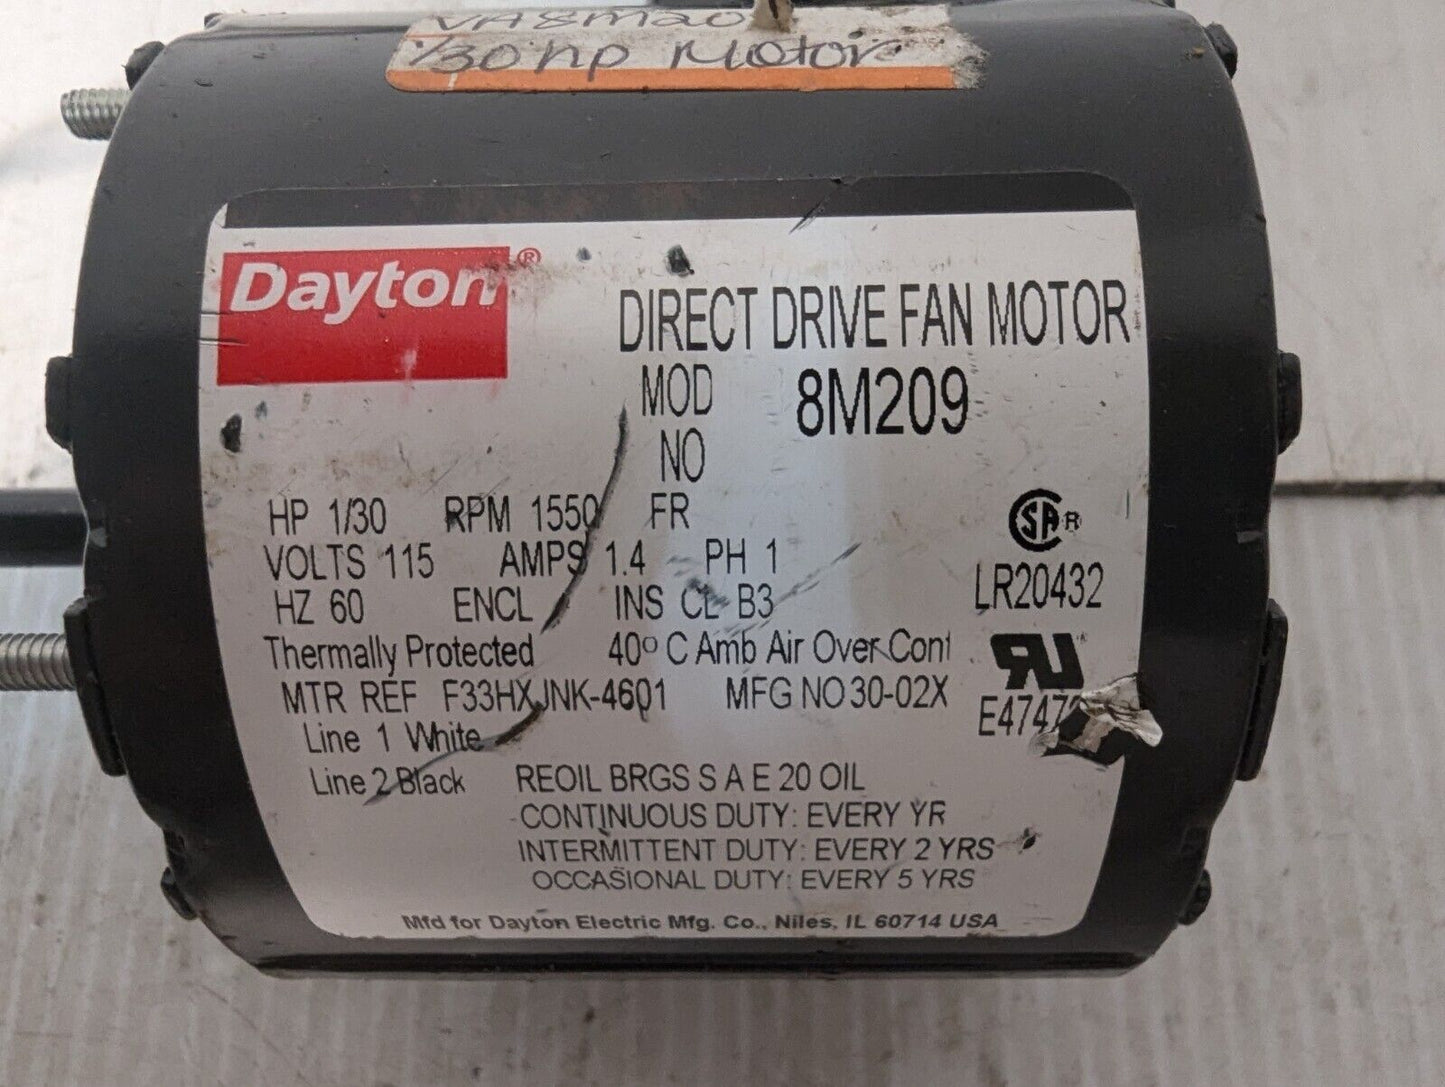 1/30 hp Motor
Dayton®
DIRECT DRIVE FAN MOTOR
MOD 8M209
NO
HP 1/30 RPM 1550 FR
VOLTS 115 AMPS 1.4 PH 1
HZ 60 ENCL INS CL B3
Thermally Protected 40° C Amb Air Over Cont
MTR REF F33HXJNK-4601 MFG NO 30-02X
Line 1 White
Line 2 Black
SA®
LR20432
RU
REOIL BRGS S A E 20 OIL
CONTINUOUS DUTY: EVERY YR
INTERMITTENT DUTY: EVERY 2 YRS
OCCASIONAL DUTY: EVERY 5 YRS
Mfd for Dayton Electric Mfg. Co., Niles, IL 60714 USA